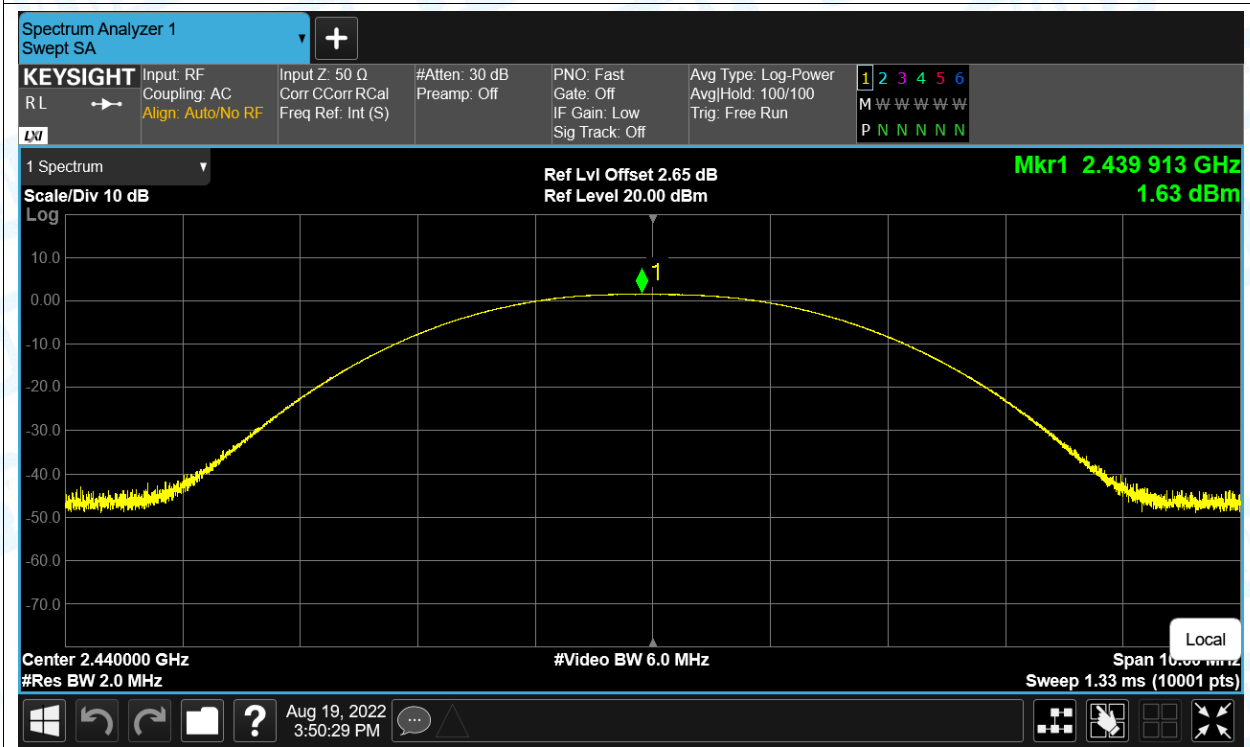 Spectrum Analyzer 1
Swept SA
KEYSIGHT
R L
LXI
Input: RF
Coupling: AC
Align: Auto/No RF
Input Z: 50 Ω
Corr CCorr RCal
Freq Ref: Int (S)
#Atten: 30 dB
Preamp: Off
PNO: Fast
Gate: Off
IF Gain: Low
Sig Track: Off
Avg Type: Log-Power
Avg|Hold: 100/100
Trig: Free Run
1 2 3 4 5 6
M W W W W W
P N N N N N
1 Spectrum
Scale/Div 10 dB
Log
Ref Lvl Offset 2.65 dB
Ref Level 20.00 dBm
Mkr1 2.439 913 GHz
1.63 dBm
1
10.0
0.00
-10.0
-20.0
-30.0
-40.0
-50.0
-60.0
-70.0
Local
Center 2.440000 GHz
#Video BW 6.0 MHz
Span
#Res BW 2.0 MHz
Sweep 1.33 ms (10001 pts)
?
Aug 19, 2022
3:50:29 PM